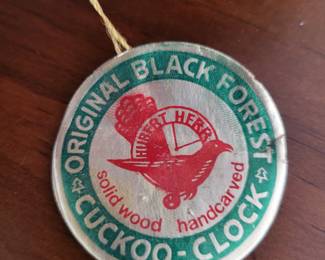 ORIGINAL BLACK FOREST
HUBERT HERR
solid wood handcarved
CUCKOO-CLOCK